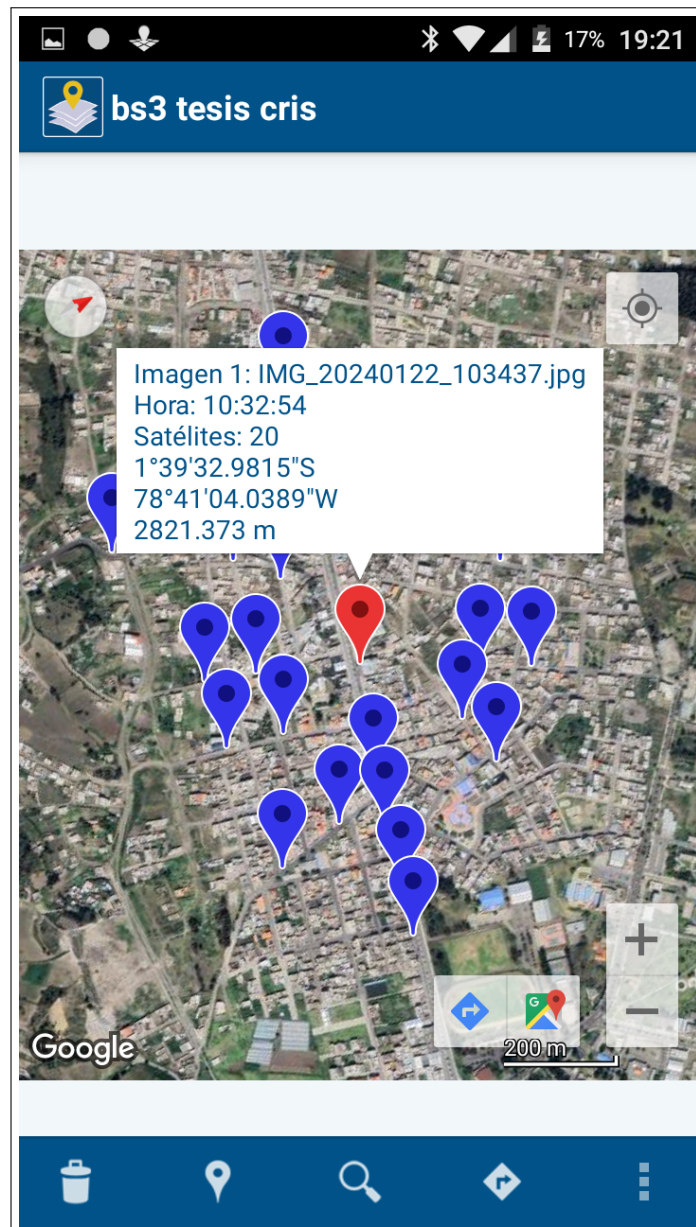 17% 19:21
bs3 tesis cris
Imagen 1: IMG_20240122_103437.jpg
Hora: 10:32:54
Satélites: 20
1°39'32.9815"S
78°41'04.0389"W
2821.373 m
+
G
−
Google
200 m